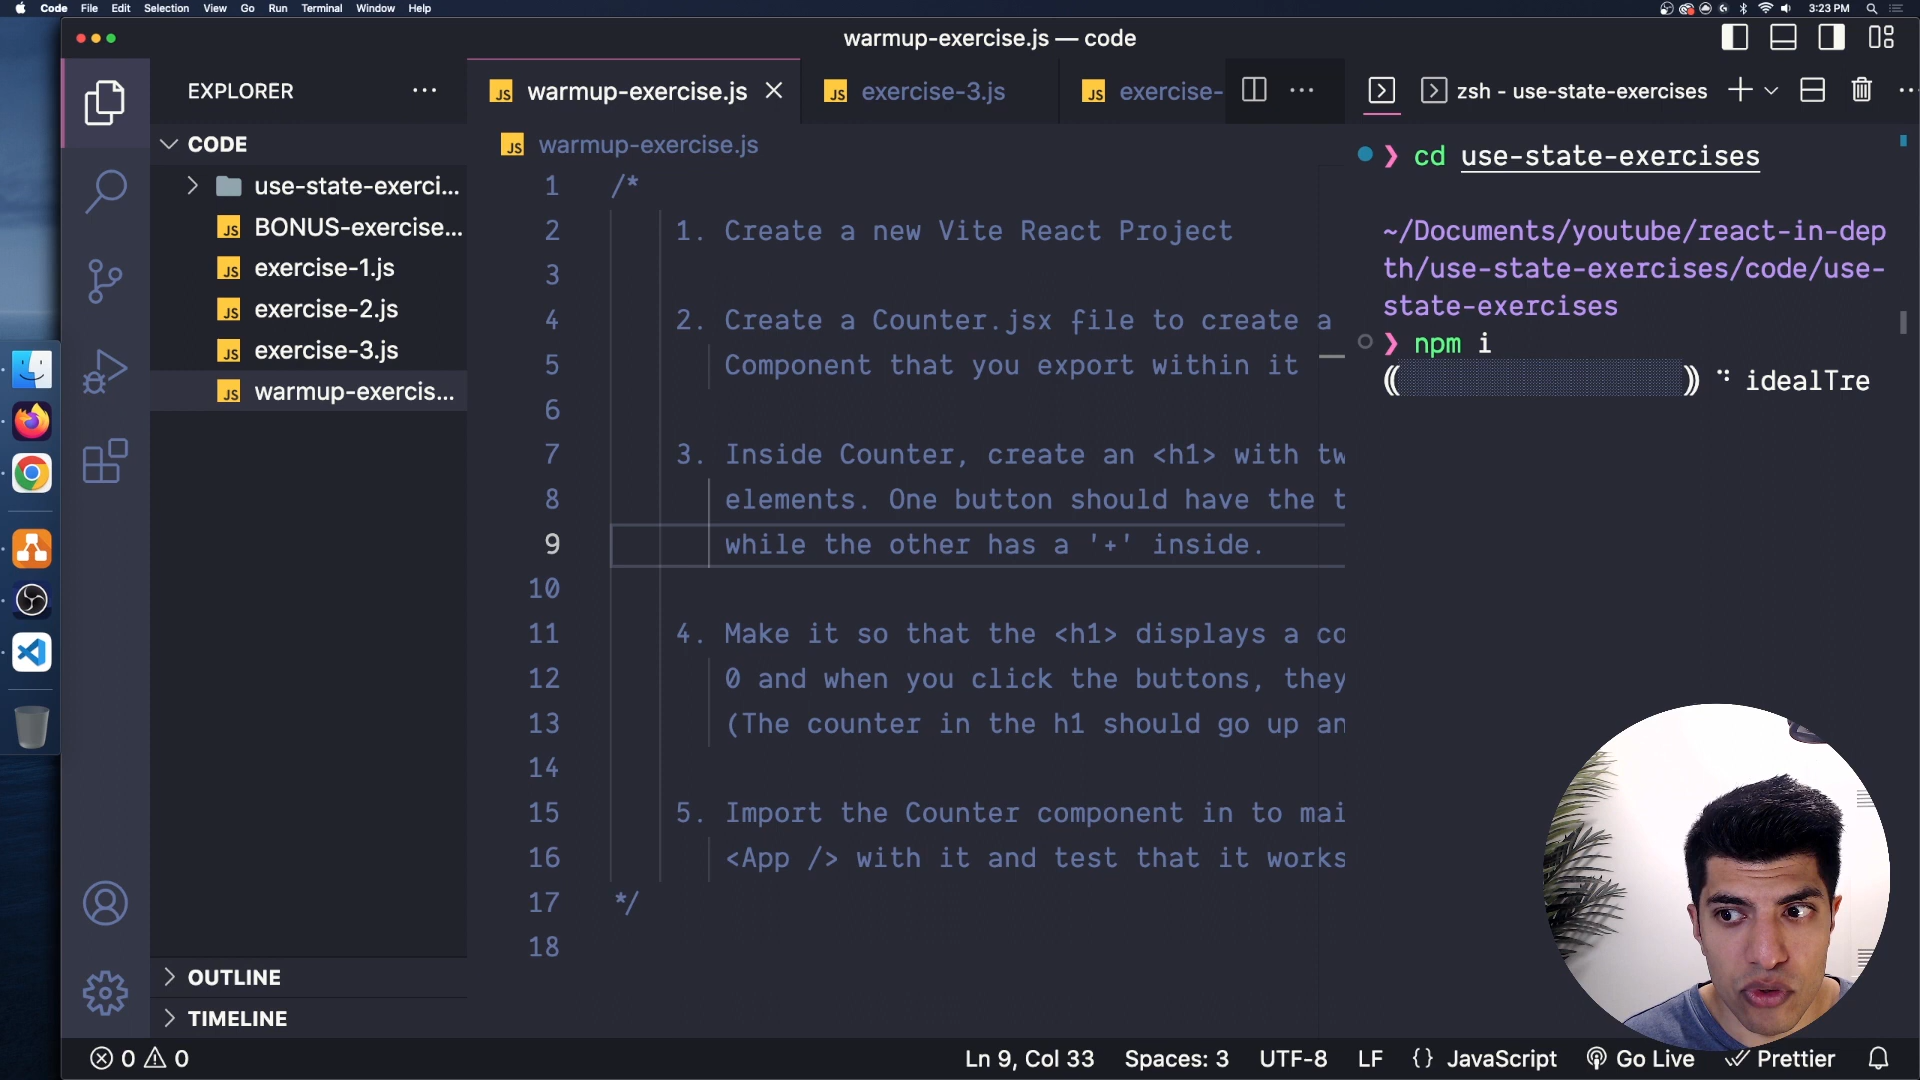 Code File Edit Selection View Go Run Terminal Window Help 3:23 PM
warmup-exercise.js — code
EXPLORER
CODE
use-state-exerci...
JS BONUS-exercise...
JS exercise-1.js
JS exercise-2.js
JS exercise-3.js
JS warmup-exercis...
OUTLINE
TIMELINE
JS warmup-exercise.js
JS exercise-3.js
JS exercise-
JS warmup-exercise.js
1 /*
2 1. Create a new Vite React Project
3
4 2. Create a Counter.jsx file to create a
5 Component that you export within it
6
7 3. Inside Counter, create an <h1> with tw
8 elements. One button should have the t
9 while the other has a '+' inside.
10
11 4. Make it so that the <h1> displays a co
12 0 and when you click the buttons, they
13 (The counter in the h1 should go up an
14
15 5. Import the Counter component in to mai
16 <App /> with it and test that it works
17 */
18
zsh - use-state-exercises
❯ cd use-state-exercises
~/Documents/youtube/react-in-dep
th/use-state-exercises/code/use-
state-exercises
❯ npm i
idealTre
0 0
Ln 9, Col 33 Spaces: 3 UTF-8 LF {} JavaScript Go Live Prettier